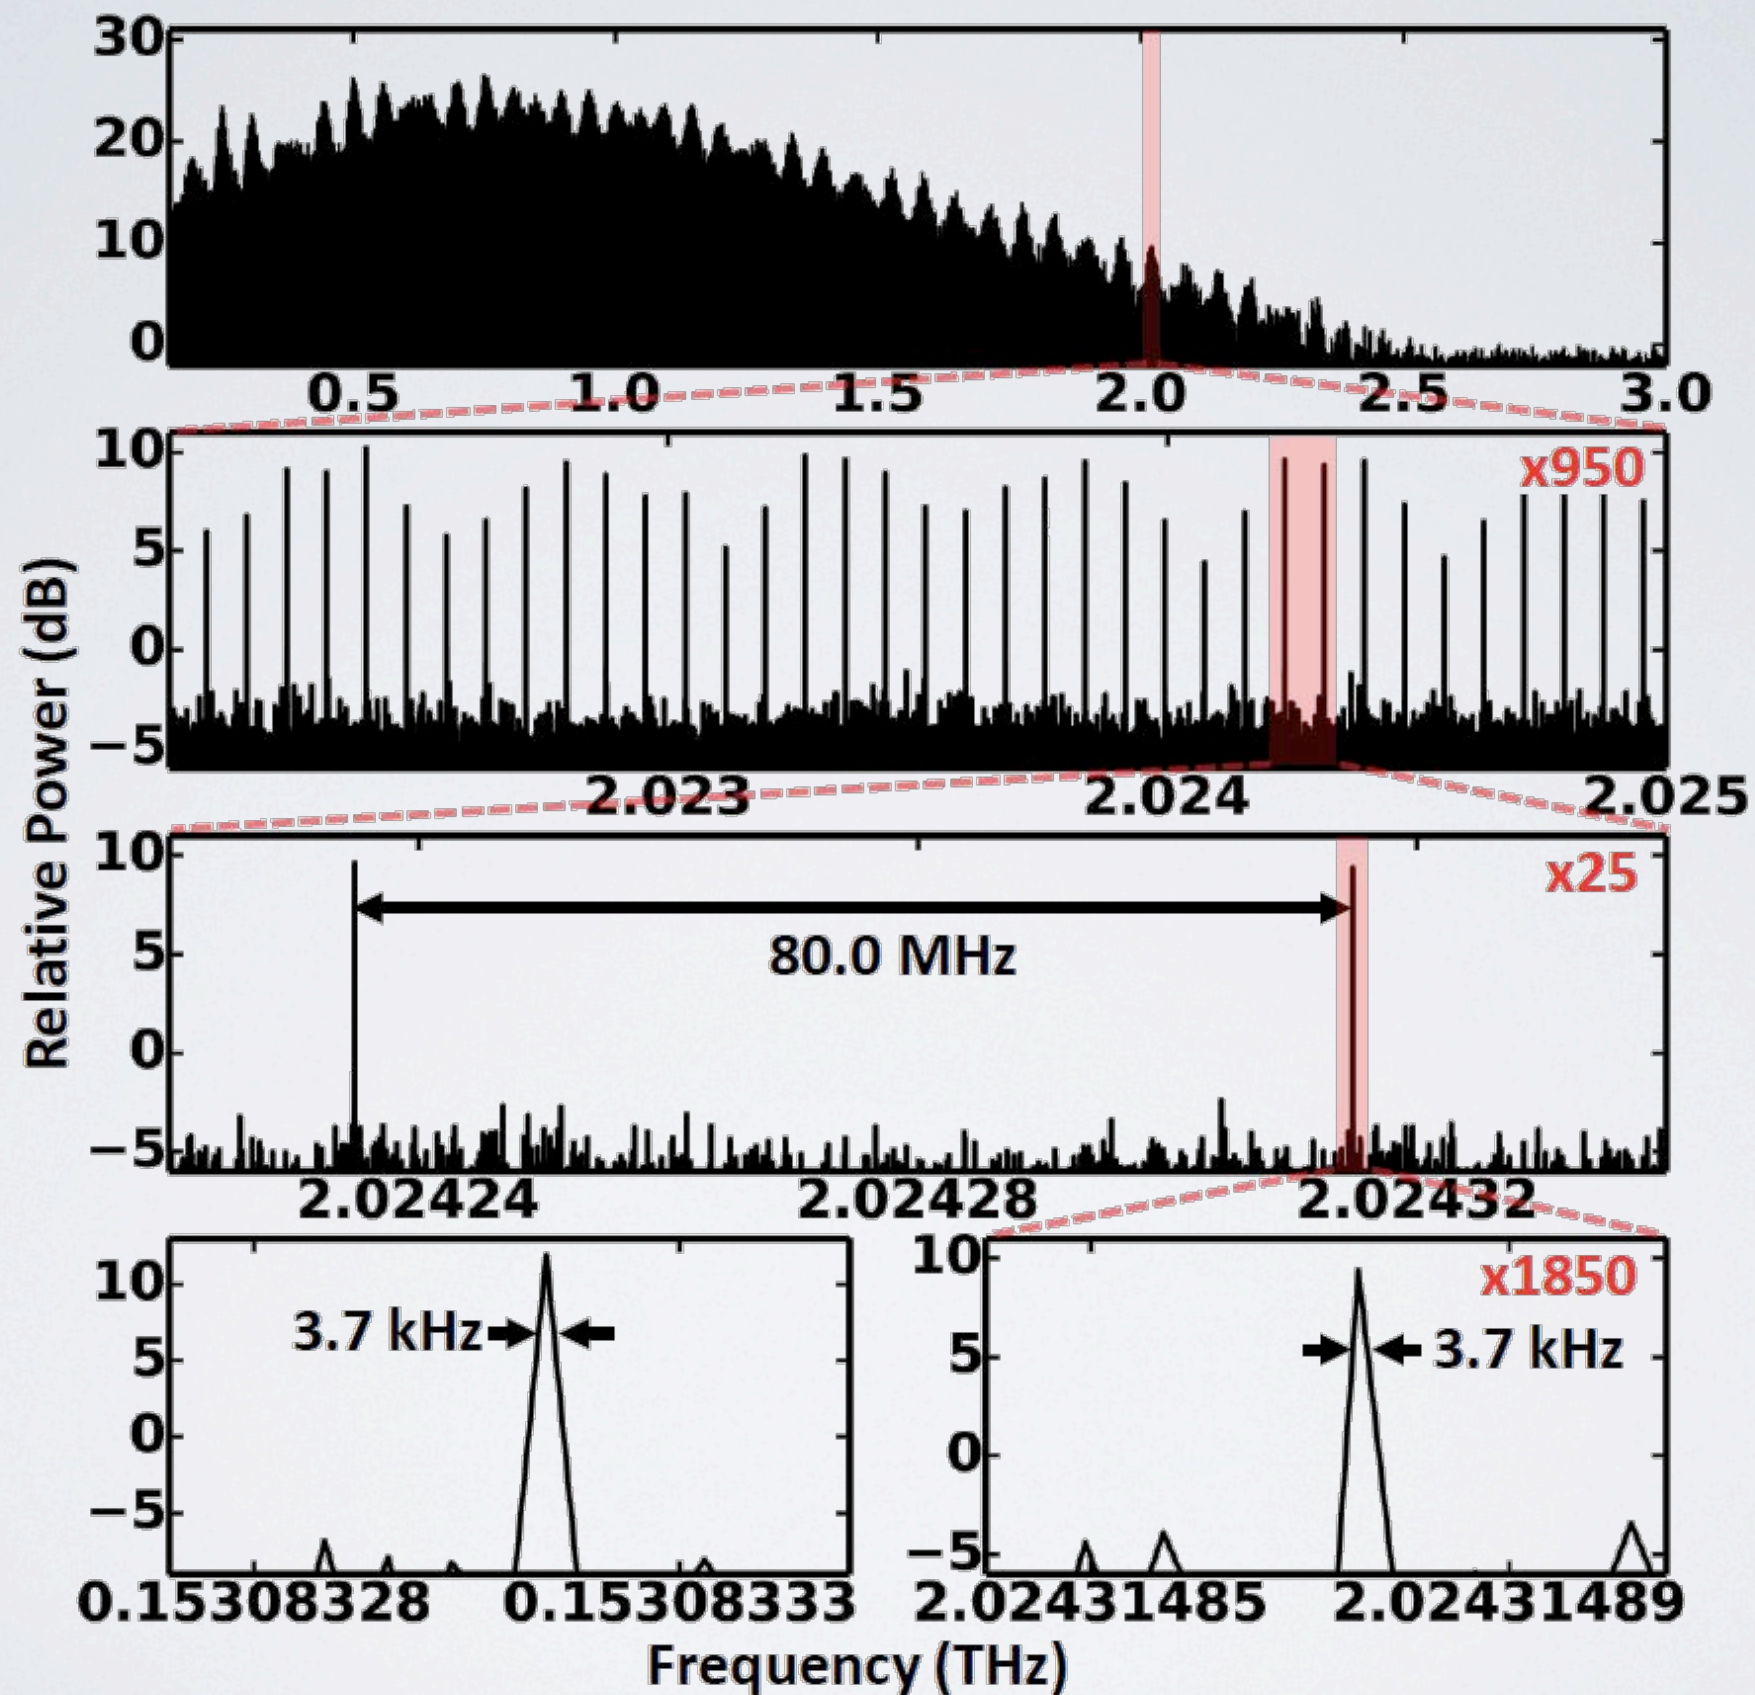 30
20
10
0
0.5 1.0 1.5 2.0 2.5 3.0
10
5
0
−5
x950
2.023 2.024 2.025
Relative Power (dB)
10
5
0
−5
x25
80.0 MHz
2.02424 2.02428 2.02432
10
5
0
−5
3.7 kHz
0.15308328 0.15308333
10
5
0
−5
x1850
3.7 kHz
2.02431485 2.02431489
Frequency (THz)